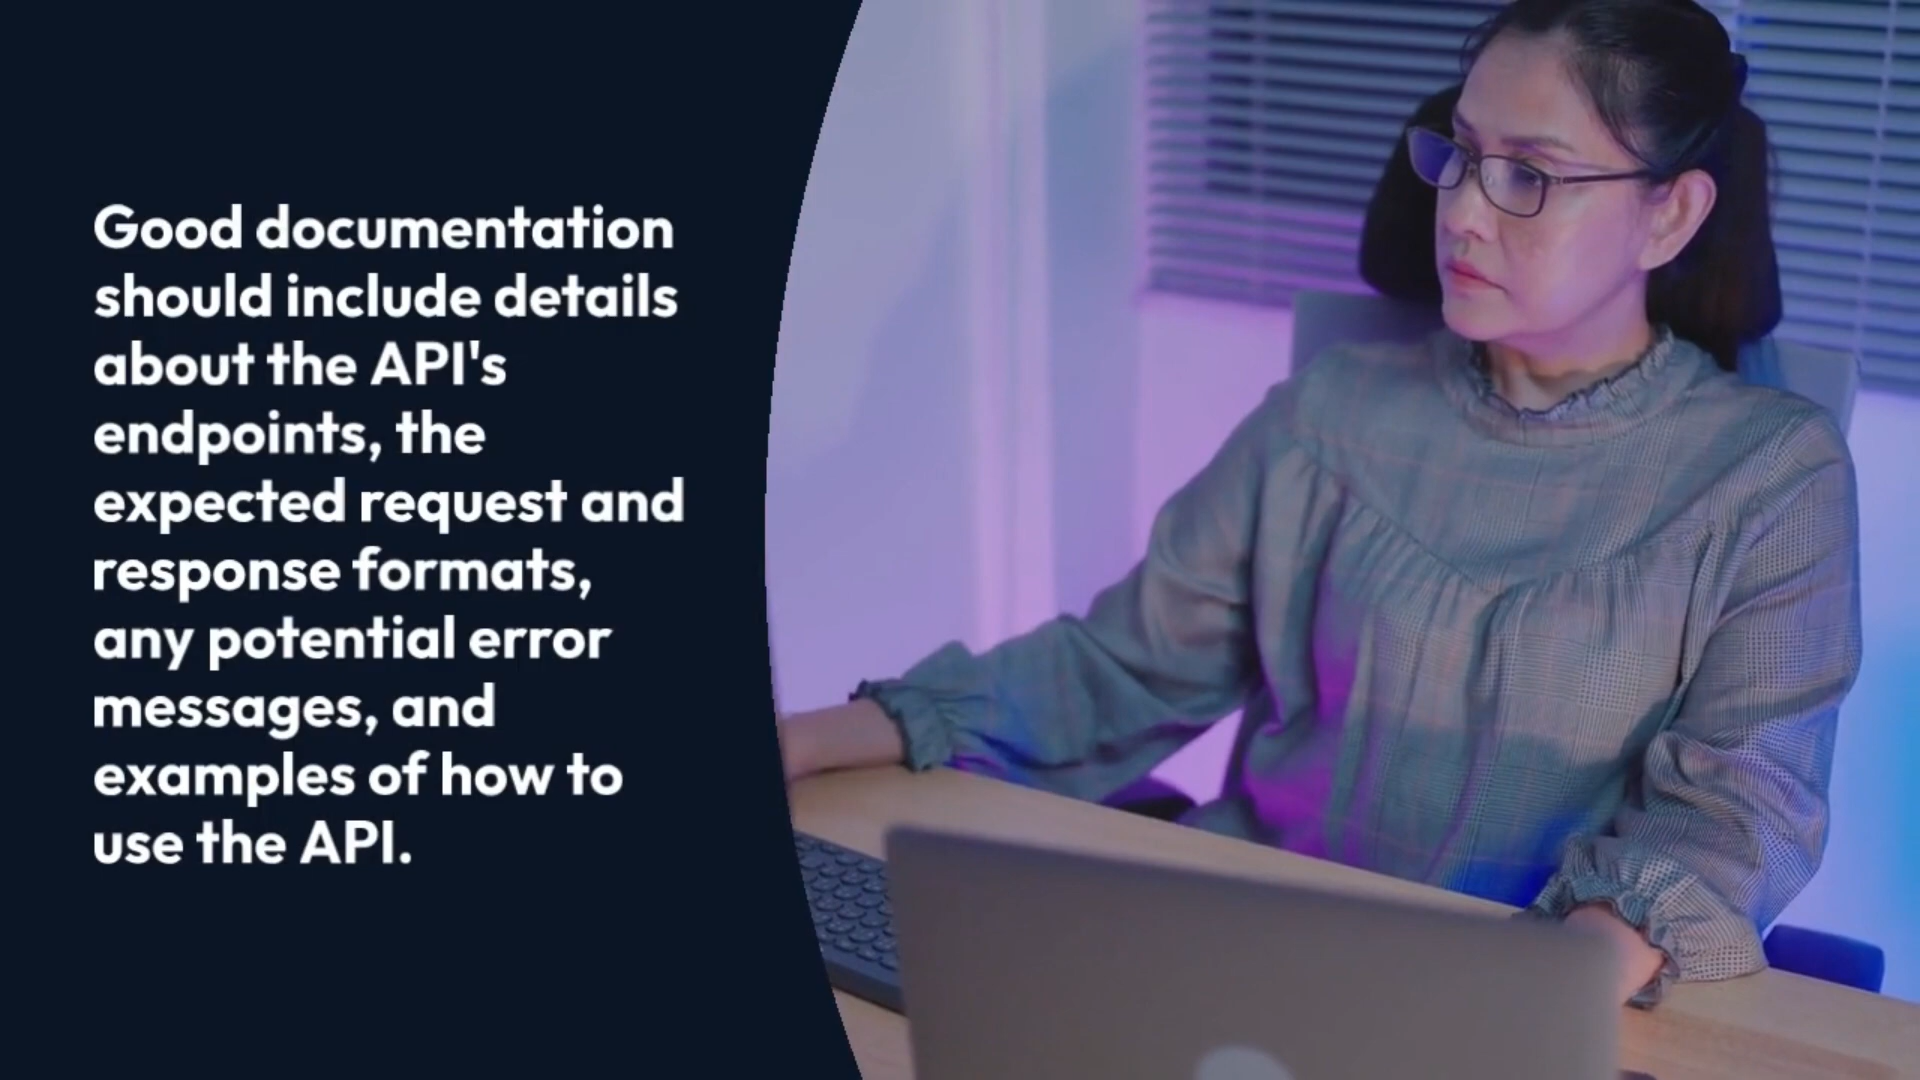 Good documentation
should include details
about the API's
endpoints, the
expected request and
response formats,
any potential error
messages, and
examples of how to
use the API.